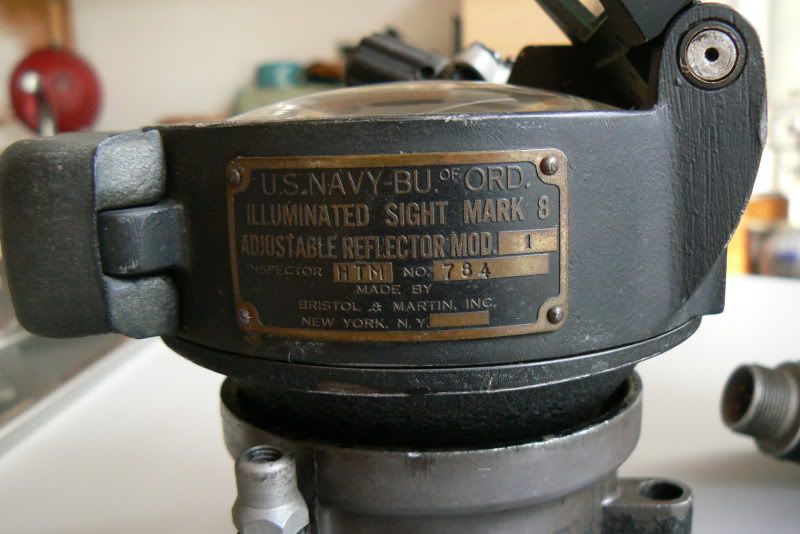 U.S. NAVY-BU. OF ORD.
ILLUMINATED SIGHT MARK 8
ADJUSTABLE REFLECTOR MOD. 1
INSPECTOR HTM NO. 784
MADE BY
BRISTOL & MARTIN, INC.
NEW YORK, N.Y.